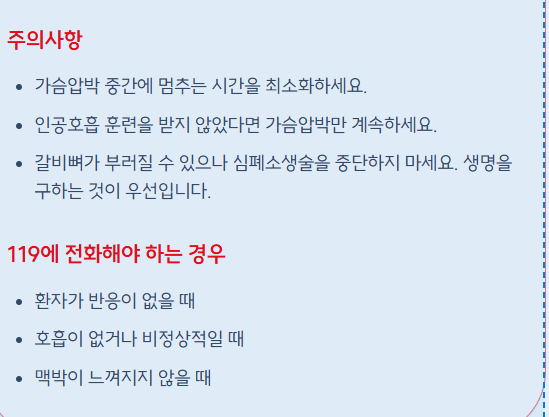 주의사항
가슴압박 중간에 멈추는 시간을 최소화하세요.
인공호흡 훈련을 받지 않았다면 가슴압박만 계속하세요.
갈비뼈가 부러질 수 있으나 심폐소생술을 중단하지 마세요. 생명을
구하는 것이 우선입니다.
119에 전화해야 하는 경우
환자가 반응이 없을 때
호흡이 없거나 비정상적일 때
맥박이 느껴지지 않을 때